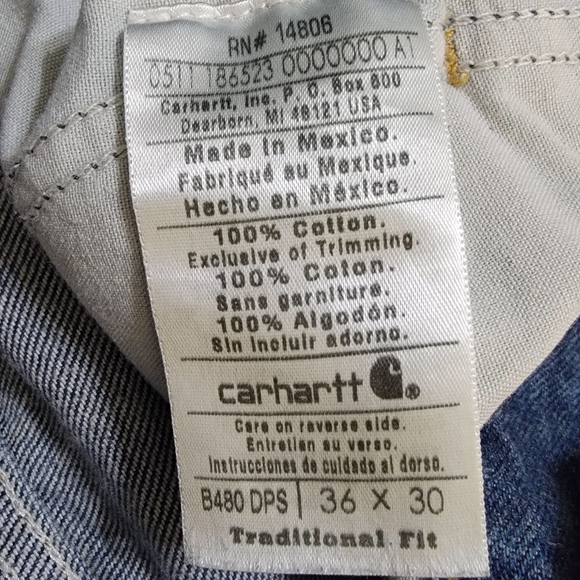 RN# 14806
0511 186523 0000000 A1
Carhartt, Inc. P. O. Box 600
Dearborn, MI 48121 USA
Made in Mexico.
Fabriqué au Mexique.
Hecho en México.
100% Cotton.
Exclusive of Trimming.
100% Coton.
Sans garniture.
100% Algodón.
Sin incluir adorno.
carhartt ®
Care on reverse side.
Entretien au verso.
Instrucciones de cuidado al dorso.
B480 DPS 36 X 30
Traditional Fit